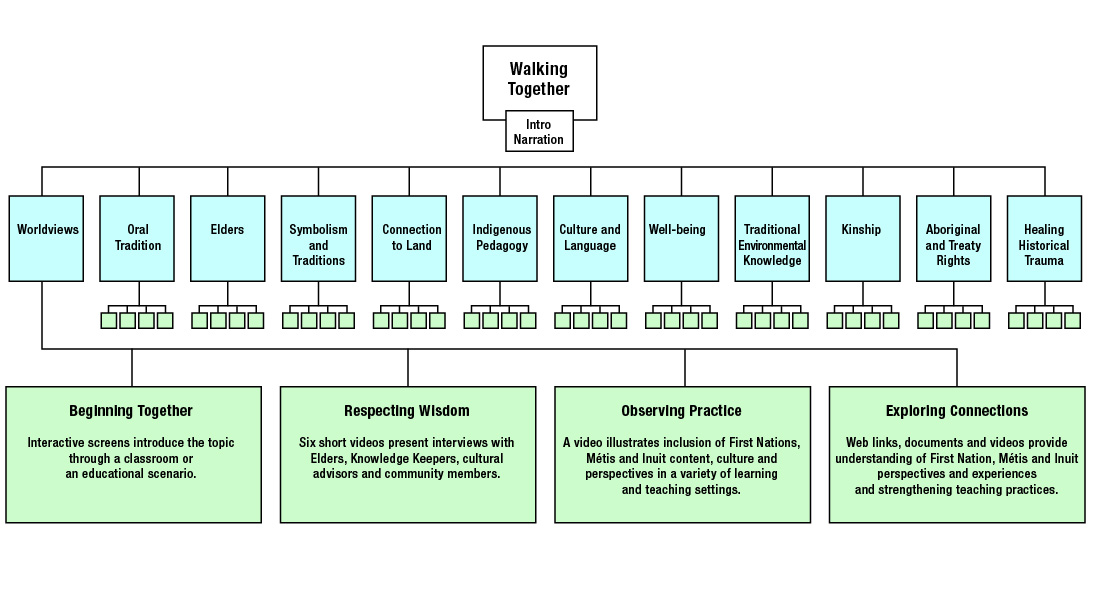 Walking
Together
Intro
Narration
Worldviews
Oral
Tradition
Elders
Symbolism
and
Traditions
Connection
to Land
Indigenous
Pedagogy
Culture and
Language
Well-being
Traditional
Environmental
Knowledge
Kinship
Aboriginal
and Treaty
Rights
Healing
Historical
Trauma
Beginning Together
Interactive screens introduce the topic
through a classroom or
an educational scenario.
Respecting Wisdom
Six short videos present interviews with
Elders, Knowledge Keepers, cultural
advisors and community members.
Observing Practice
A video illustrates inclusion of First Nations,
Métis and Inuit content, culture and
perspectives in a variety of learning
and teaching settings.
Exploring Connections
Web links, documents and videos provide
understanding of First Nation, Métis and Inuit
perspectives and experiences
and strengthening teaching practices.